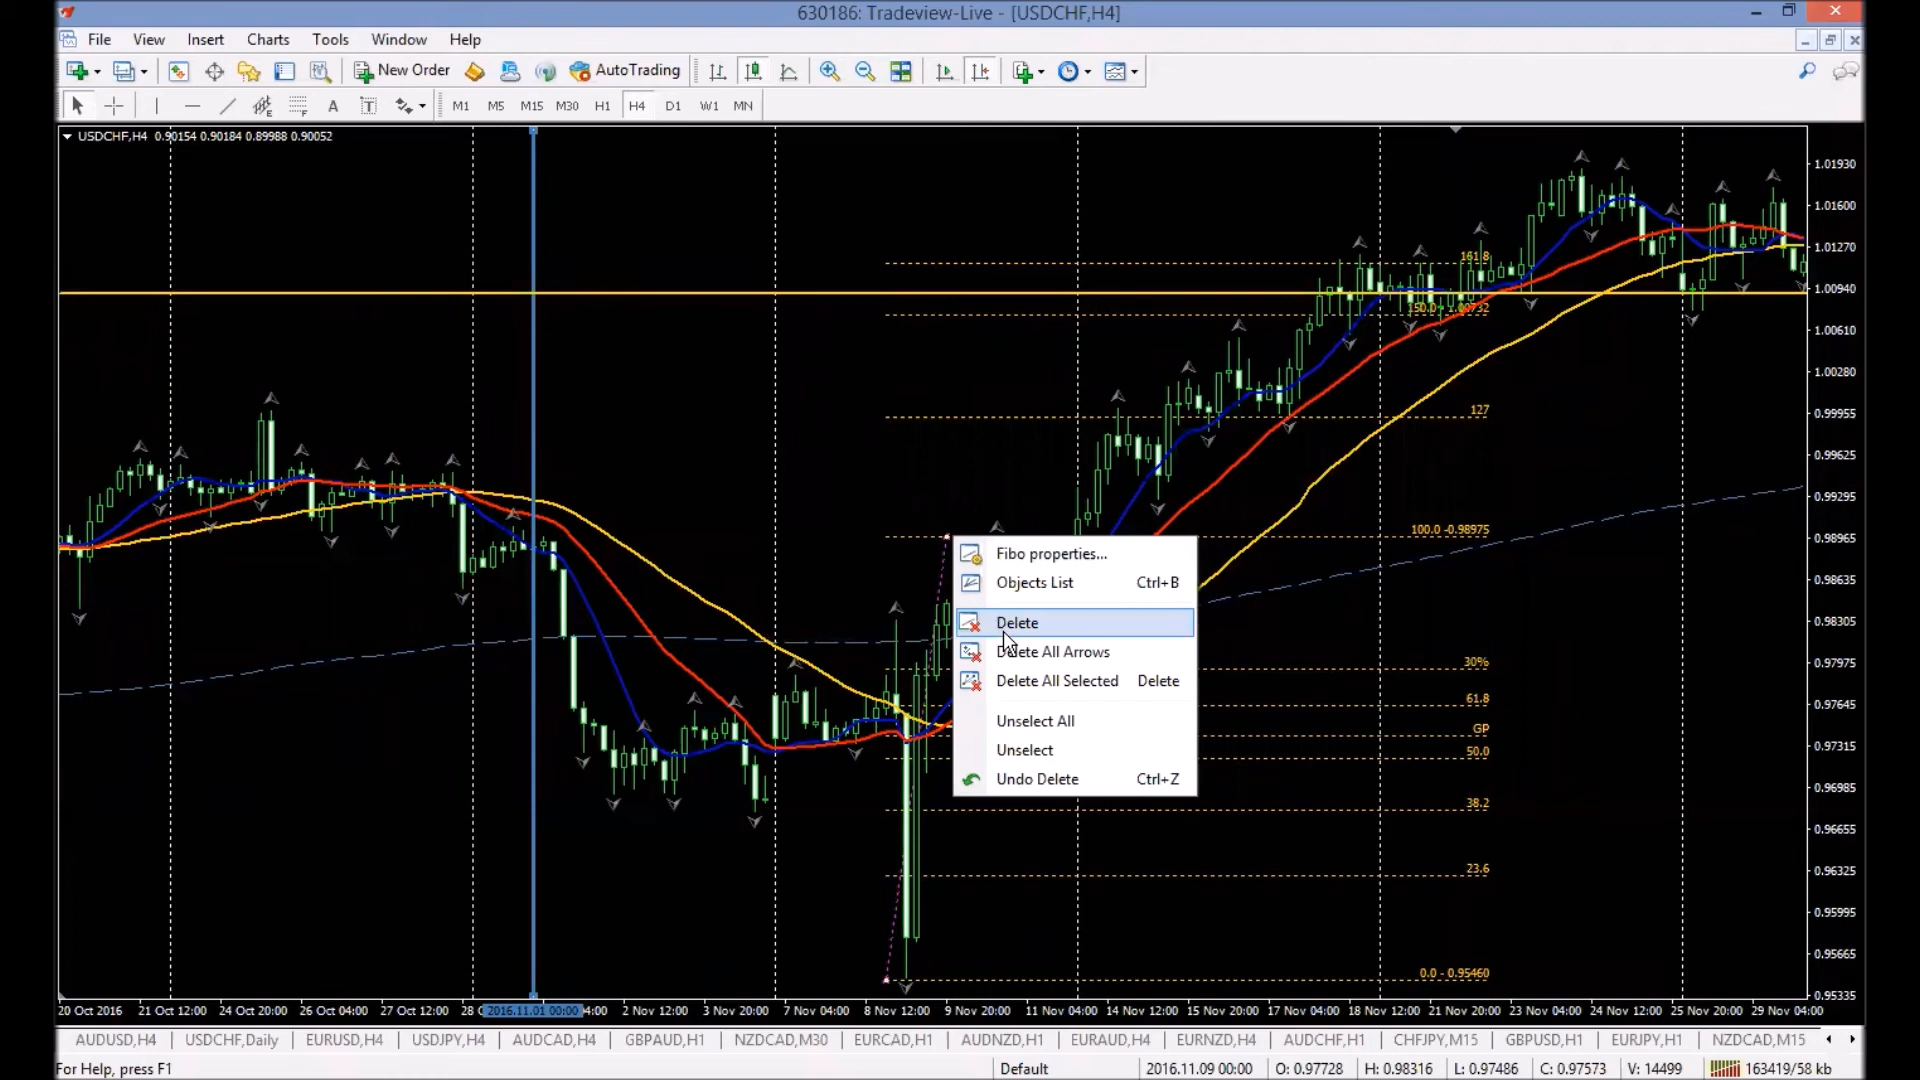 630186: Tradeview-Live - [USDCHF,H4]
File View Insert Charts Tools Window Help
New Order AutoTrading
A T M1 M5 M15 M30 H1 H4 D1 W1 MN
USDCHF,H4 0.90154 0.90184 0.89988 0.90052
1.01930
1.01600
1.01270
161.8
1.00940
150.0 - 1.00732
1.00610
1.00280
127
0.99955
0.99625
0.99295
100.0 -0.98975
0.98965
Fibo properties...
Objects List Ctrl+B
0.98635
Delete
0.98305
Delete All Arrows
30%
0.97975
Delete All Selected Delete
61.8
0.97645
Unselect All
GP
Unselect
50.0
0.97315
Undo Delete Ctrl+Z
0.96985
38.2
0.96655
23.6
0.96325
0.95995
0.95665
0.0 - 0.95460
0.95335
20 Oct 2016 21 Oct 12:00 24 Oct 20:00 26 Oct 04:00 27 Oct 12:00 2016.11.01 00:00 2 Nov 12:00 3 Nov 20:00 7 Nov 04:00 8 Nov 12:00 9 Nov 20:00 11 Nov 04:00 14 Nov 12:00 15 Nov 20:00 17 Nov 04:00 18 Nov 12:00 21 Nov 20:00 23 Nov 04:00 24 Nov 12:00 25 Nov 20:00 29 Nov 04:00
AUDUSD,H4 USDCHF,Daily EURUSD,H4 USDJPY,H4 AUDCAD,H4 GBPAUD,H1 NZDCAD,M30 EURCAD,H1 AUDNZD,H1 EURAUD,H4 EURNZD,H4 AUDCHF,H1 CHFJPY,M15 GBPUSD,H1 EURJPY,H1 NZDCAD,M15
For Help, press F1 Default 2016.11.09 00:00 O: 0.97728 H: 0.98316 L: 0.97486 C: 0.97573 V: 14499 163419/58 kb